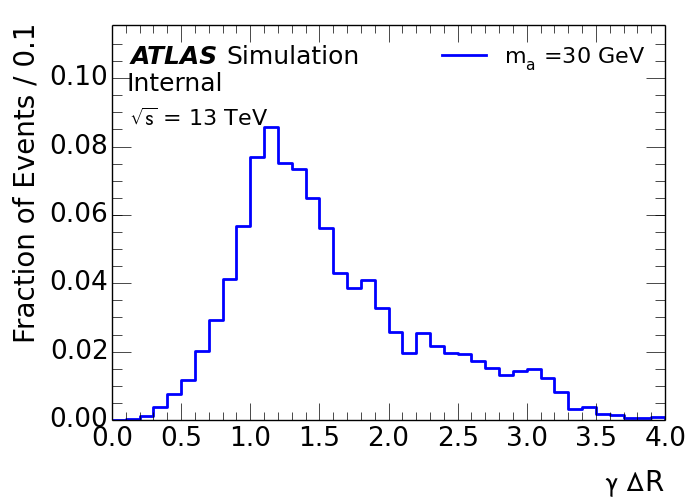 ATLAS Simulation
Internal
√s = 13 TeV
mₐ =30 GeV
Fraction of Events / 0.1
0.10
0.08
0.06
0.04
0.02
0.00
0.0 0.5 1.0 1.5 2.0 2.5 3.0 3.5 4.0
γ ΔR